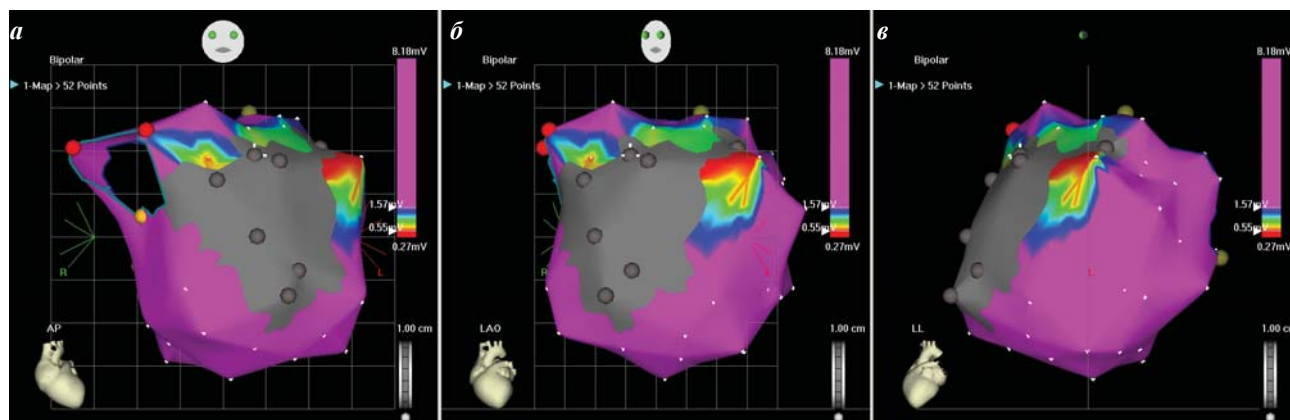 а
Bipolar
1-Map > 52 Points
8.18mV
1.57mV
0.55mV
0.27mV
R
L
AP
1.00 cm
б
Bipolar
1-Map > 52 Points
8.18mV
1.57mV
0.55mV
0.27mV
R
L
LAO
1.00 cm
в
Bipolar
1-Map > 52 Points
8.18mV
1.57mV
0.55mV
0.27mV
L
LL
1.00 cm